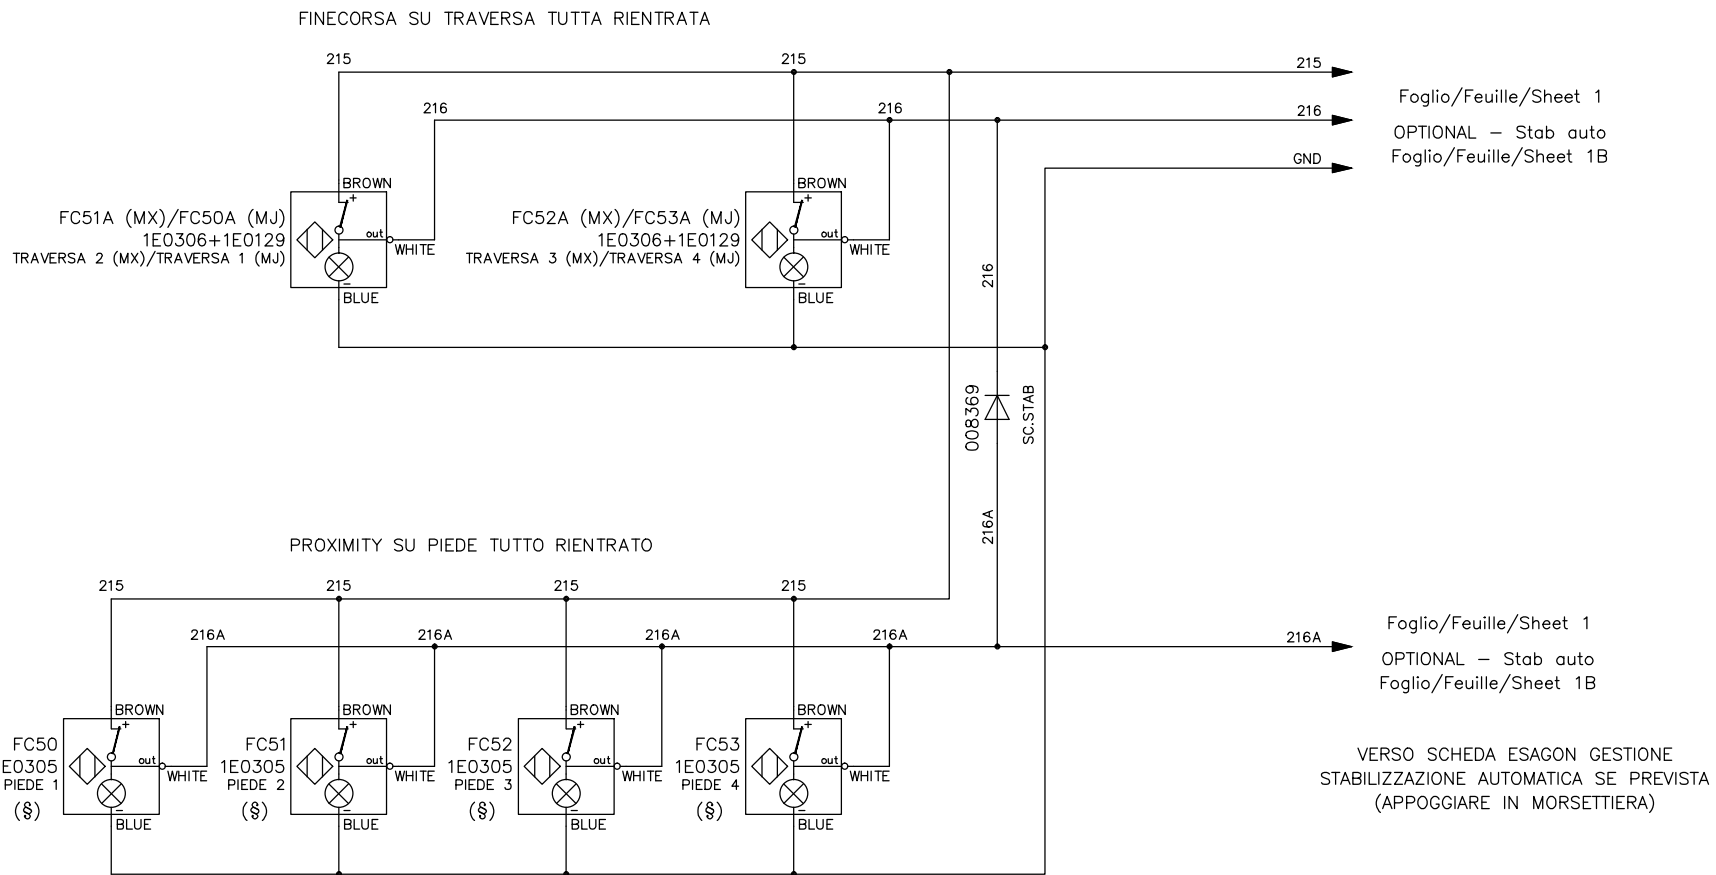 FINECORSA SU TRAVERSA TUTTA RIENTRATA
215
215
215
216
216
216
GND
Foglio/Feuille/Sheet 1
OPTIONAL – Stab auto
Foglio/Feuille/Sheet 1B
BROWN
+
FC51A (MX)/FC50A (MJ)
1E0306+1E0129
TRAVERSA 2 (MX)/TRAVERSA 1 (MJ)
out
WHITE
–
BLUE
BROWN
+
FC52A (MX)/FC53A (MJ)
1E0306+1E0129
TRAVERSA 3 (MX)/TRAVERSA 4 (MJ)
out
WHITE
–
BLUE
216
008369
SC.STAB
216A
PROXIMITY SU PIEDE TUTTO RIENTRATO
215
215
215
215
216A
216A
216A
216A
216A
Foglio/Feuille/Sheet 1
OPTIONAL – Stab auto
Foglio/Feuille/Sheet 1B
BROWN
+
FC50
E0305
PIEDE 1
(§)
out
WHITE
–
BLUE
BROWN
+
FC51
1E0305
PIEDE 2
(§)
out
WHITE
–
BLUE
BROWN
+
FC52
1E0305
PIEDE 3
(§)
out
WHITE
–
BLUE
BROWN
+
FC53
1E0305
PIEDE 4
(§)
out
WHITE
–
BLUE
VERSO SCHEDA ESAGON GESTIONE
STABILIZZAZIONE AUTOMATICA SE PREVISTA
(APPOGGIARE IN MORSETTIERA)